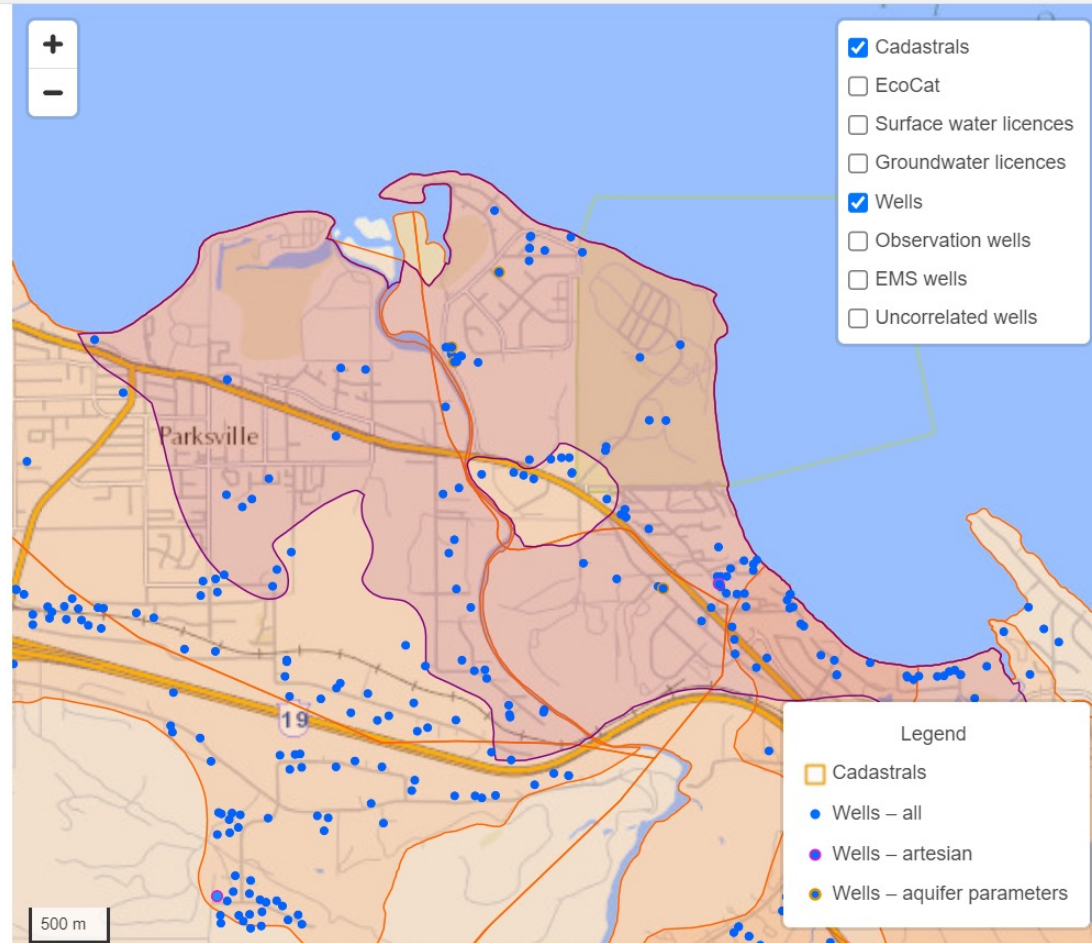 +
−
Cadastrals
EcoCat
Surface water licences
Groundwater licences
Wells
Observation wells
EMS wells
Uncorrelated wells
Parksville
19
Legend
Cadastrals
Wells – all
Wells – artesian
Wells – aquifer parameters
500 m